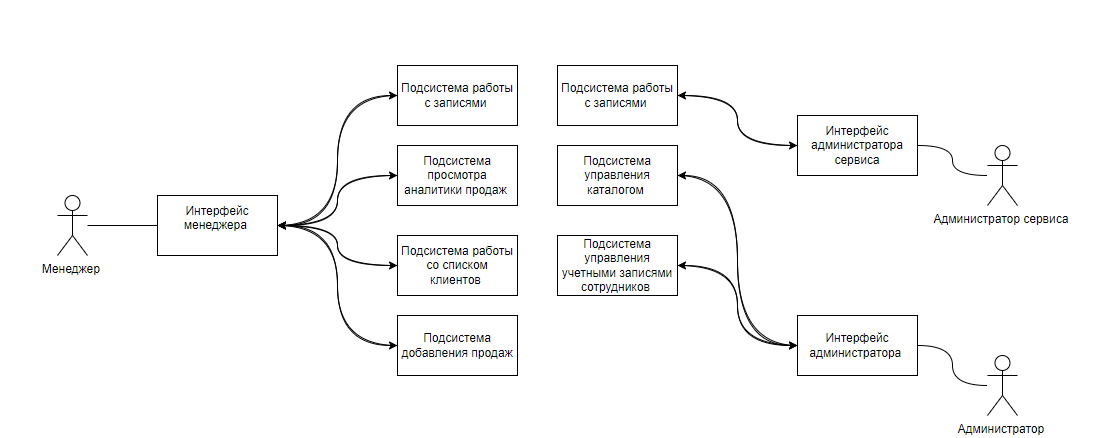 Подсистема работы
с записями
Подсистема работы
с записями
Интерфейс
администратора
сервиса
Подсистема
просмотра
аналитики продаж
Подсистема
управления
каталогом
Администратор сервиса
Интерфейс
менеджера
Менеджер
Подсистема работы
со списком
клиентов
Подсистема
управления
учетными записями
сотрудников
Подсистема
добавления продаж
Интерфейс
администратора
Администратор